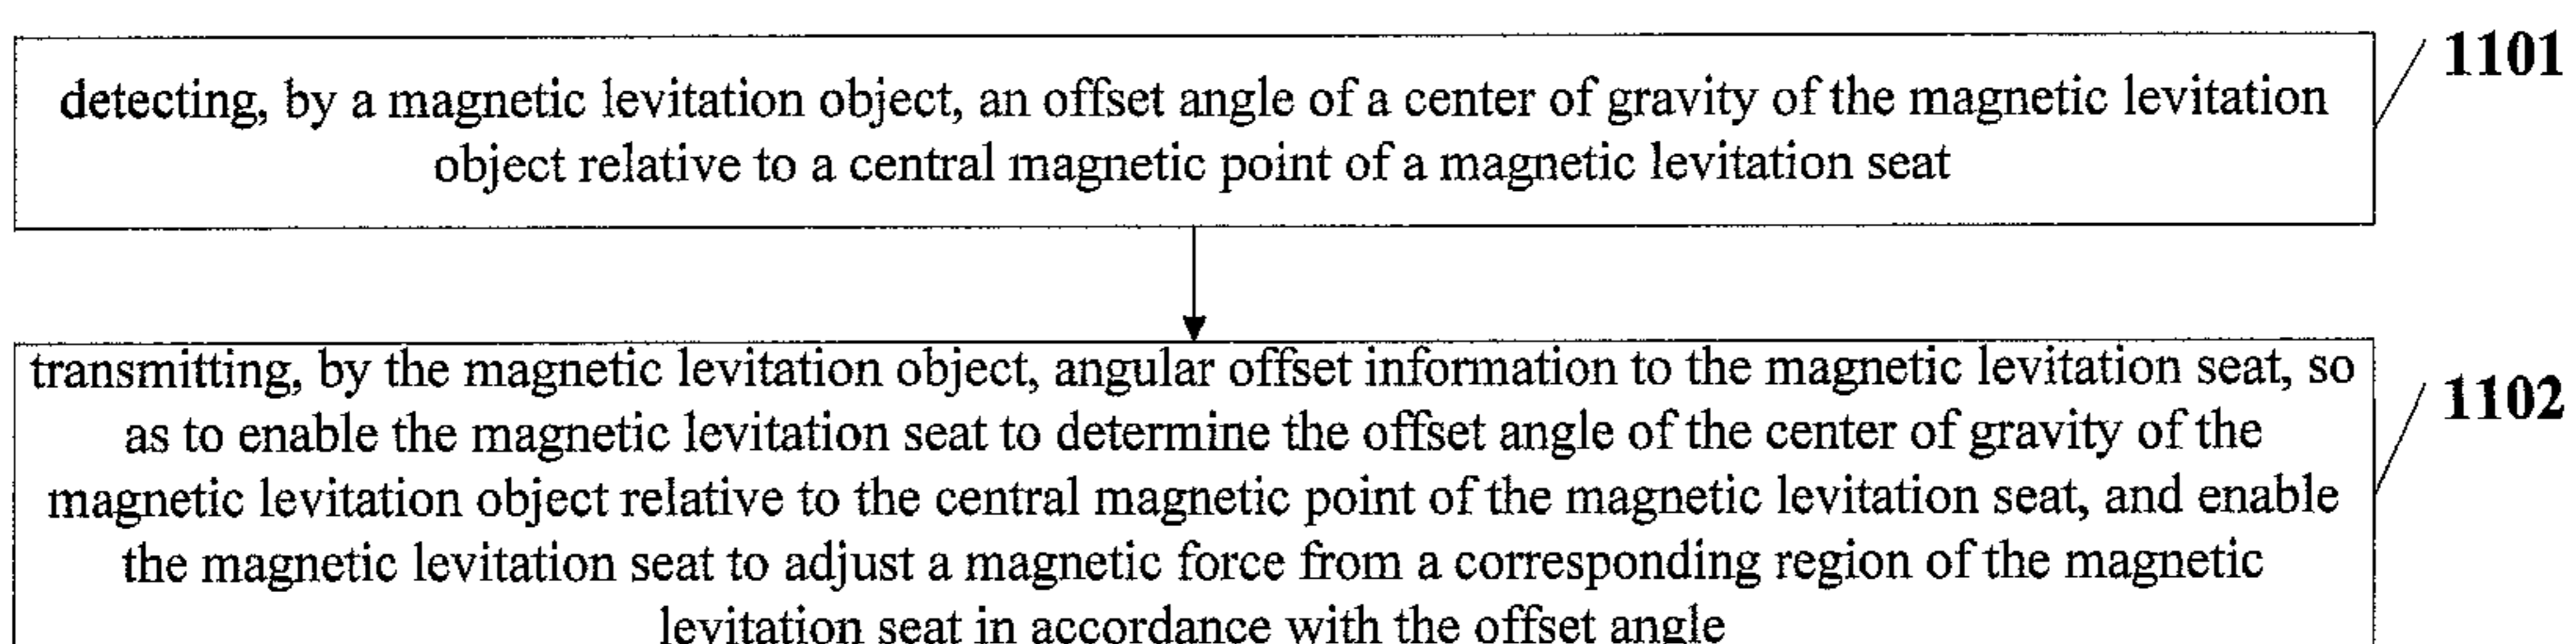 1101
detecting, by a magnetic levitation object, an offset angle of a center of gravity of the magnetic levitation
object relative to a central magnetic point of a magnetic levitation seat
transmitting, by the magnetic levitation object, angular offset information to the magnetic levitation seat, so
1102
as to enable the magnetic levitation seat to determine the offset angle of the center of gravity of the
magnetic levitation object relative to the central magnetic point of the magnetic levitation seat, and enable
the magnetic levitation seat to adjust a magnetic force from a corresponding region of the magnetic
levitation seat in accordance with the offset angle